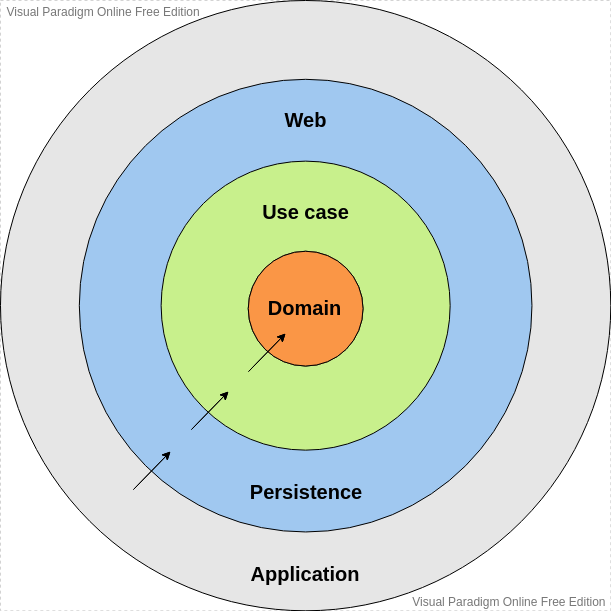 Visual Paradigm Online Free Edition
Web
Use case
Domain
Persistence
Application
Visual Paradigm Online Free Edition